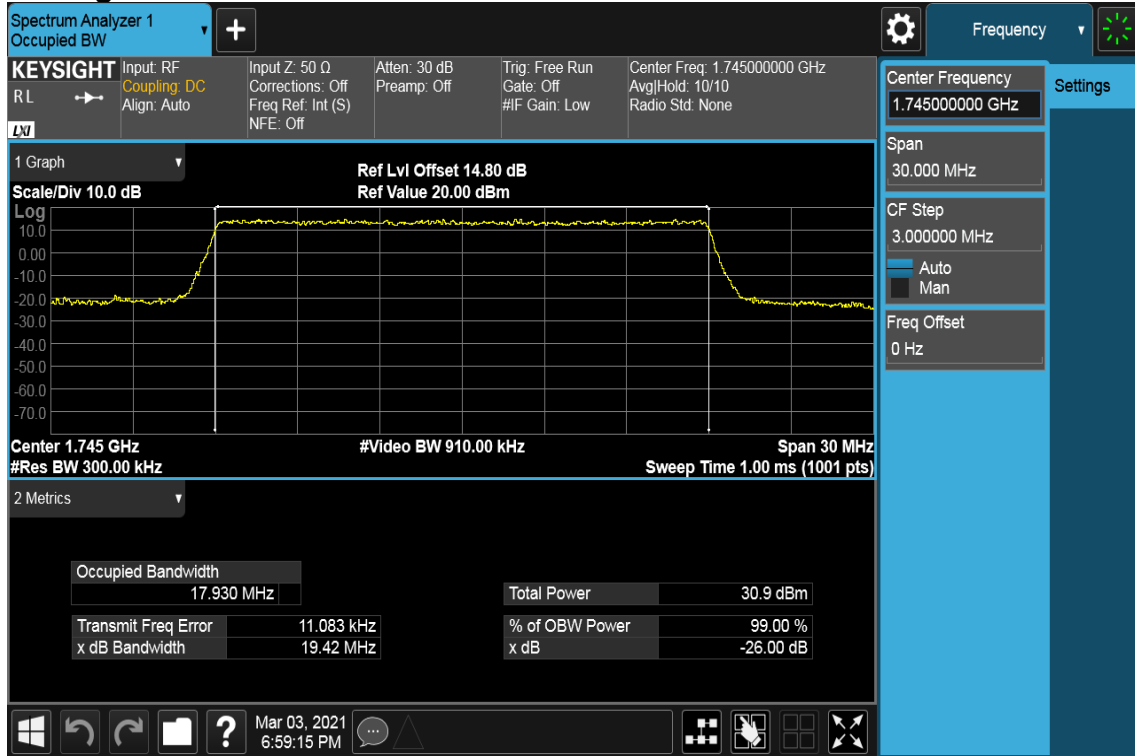 Spectrum Analyzer 1
Occupied BW
Frequency
KEYSIGHT
RL
LXI
Input: RF
Coupling: DC
Align: Auto
Input Z: 50 Ω
Corrections: Off
Freq Ref: Int (S)
NFE: Off
Atten: 30 dB
Preamp: Off
Trig: Free Run
Gate: Off
#IF Gain: Low
Center Freq: 1.745000000 GHz
Avg|Hold: 10/10
Radio Std: None
1 Graph
Scale/Div 10.0 dB
Ref Lvl Offset 14.80 dB
Ref Value 20.00 dBm
Log
10.0
0.00
-10.0
-20.0
-30.0
-40.0
-50.0
-60.0
-70.0
Center 1.745 GHz
#Video BW 910.00 kHz
Span 30 MHz
#Res BW 300.00 kHz
Sweep Time 1.00 ms (1001 pts)
2 Metrics
Occupied Bandwidth
17.930 MHz
Total Power 30.9 dBm
Transmit Freq Error 11.083 kHz
% of OBW Power 99.00 %
x dB Bandwidth 19.42 MHz
x dB -26.00 dB
Mar 03, 2021
6:59:15 PM
Center Frequency
1.745000000 GHz
Settings
Span
30.000 MHz
CF Step
3.000000 MHz
Auto
Man
Freq Offset
0 Hz